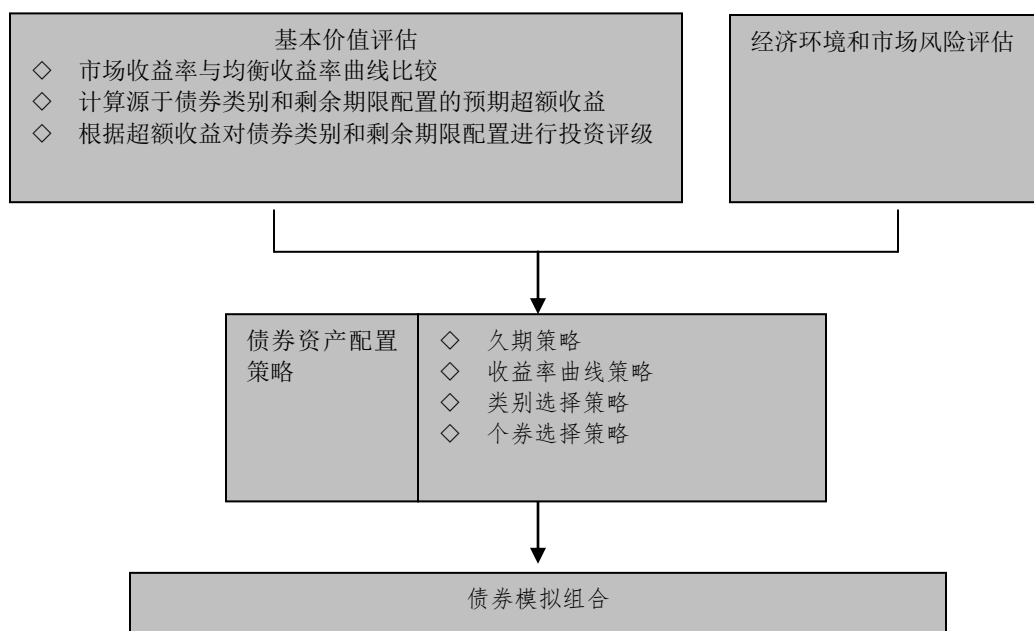 基本价值评估
◇ 市场收益率与均衡收益率曲线比较
◇ 计算源于债券类别和剩余期限配置的预期超额收益
◇ 根据超额收益对债券类别和剩余期限配置进行投资评级
经济环境和市场风险评估
债券资产配置
策略
◇ 久期策略
◇ 收益率曲线策略
◇ 类别选择策略
◇ 个券选择策略
债券模拟组合